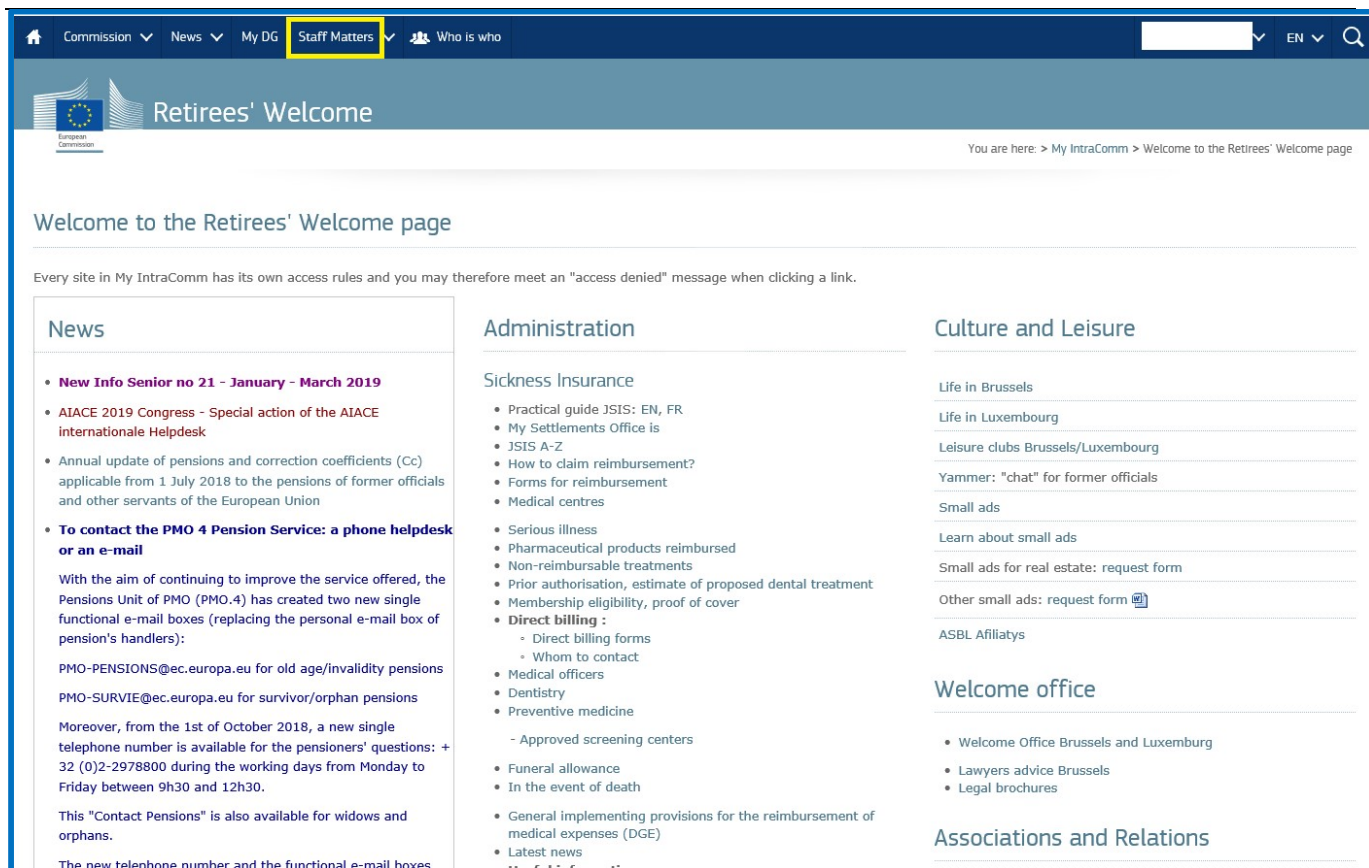 Commission News My DG Staff Matters Who is who EN
Retirees' Welcome
European
Commission
You are here: > My IntraComm > Welcome to the Retirees' Welcome page
Welcome to the Retirees' Welcome page
Every site in My IntraComm has its own access rules and you may therefore meet an "access denied" message when clicking a link.
News
• New Info Senior no 21 - January - March 2019
• AIACE 2019 Congress - Special action of the AIACE
internationale Helpdesk
• Annual update of pensions and correction coefficients (Cc)
applicable from 1 July 2018 to the pensions of former officials
and other servants of the European Union
• To contact the PMO 4 Pension Service: a phone helpdesk
or an e-mail
With the aim of continuing to improve the service offered, the
Pensions Unit of PMO (PMO.4) has created two new single
functional e-mail boxes (replacing the personal e-mail box of
pension's handlers):
PMO-PENSIONS@ec.europa.eu for old age/invalidity pensions
PMO-SURVIE@ec.europa.eu for survivor/orphan pensions
Moreover, from the 1st of October 2018, a new single
telephone number is available for the pensioners' questions: +
32 (0)2-2978800 during the working days from Monday to
Friday between 9h30 and 12h30.
This "Contact Pensions" is also available for widows and
orphans.
The new telephone number and the functional e-mail boxes
Administration
Sickness Insurance
• Practical guide JSIS: EN, FR
• My Settlements Office is
• JSIS A-Z
• How to claim reimbursement?
• Forms for reimbursement
• Medical centres
• Serious illness
• Pharmaceutical products reimbursed
• Non-reimbursable treatments
• Prior authorisation, estimate of proposed dental treatment
• Membership eligibility, proof of cover
• Direct billing :
◦ Direct billing forms
◦ Whom to contact
• Medical officers
• Dentistry
• Preventive medicine
- Approved screening centers
• Funeral allowance
• In the event of death
• General implementing provisions for the reimbursement of
medical expenses (DGE)
• Latest news
Culture and Leisure
Life in Brussels
Life in Luxembourg
Leisure clubs Brussels/Luxembourg
Yammer: "chat" for former officials
Small ads
Learn about small ads
Small ads for real estate: request form
Other small ads: request form
ASBL Afiliatys
Welcome office
• Welcome Office Brussels and Luxemburg
• Lawyers advice Brussels
• Legal brochures
Associations and Relations